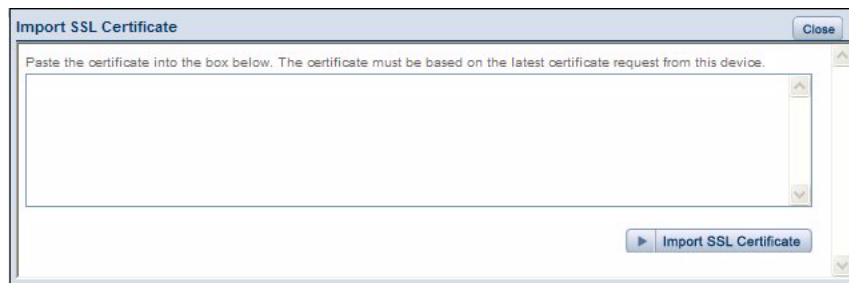 Import SSL Certificate
Close
Paste the certificate into the box below. The certificate must be based on the latest certificate request from this device.
Import SSL Certificate